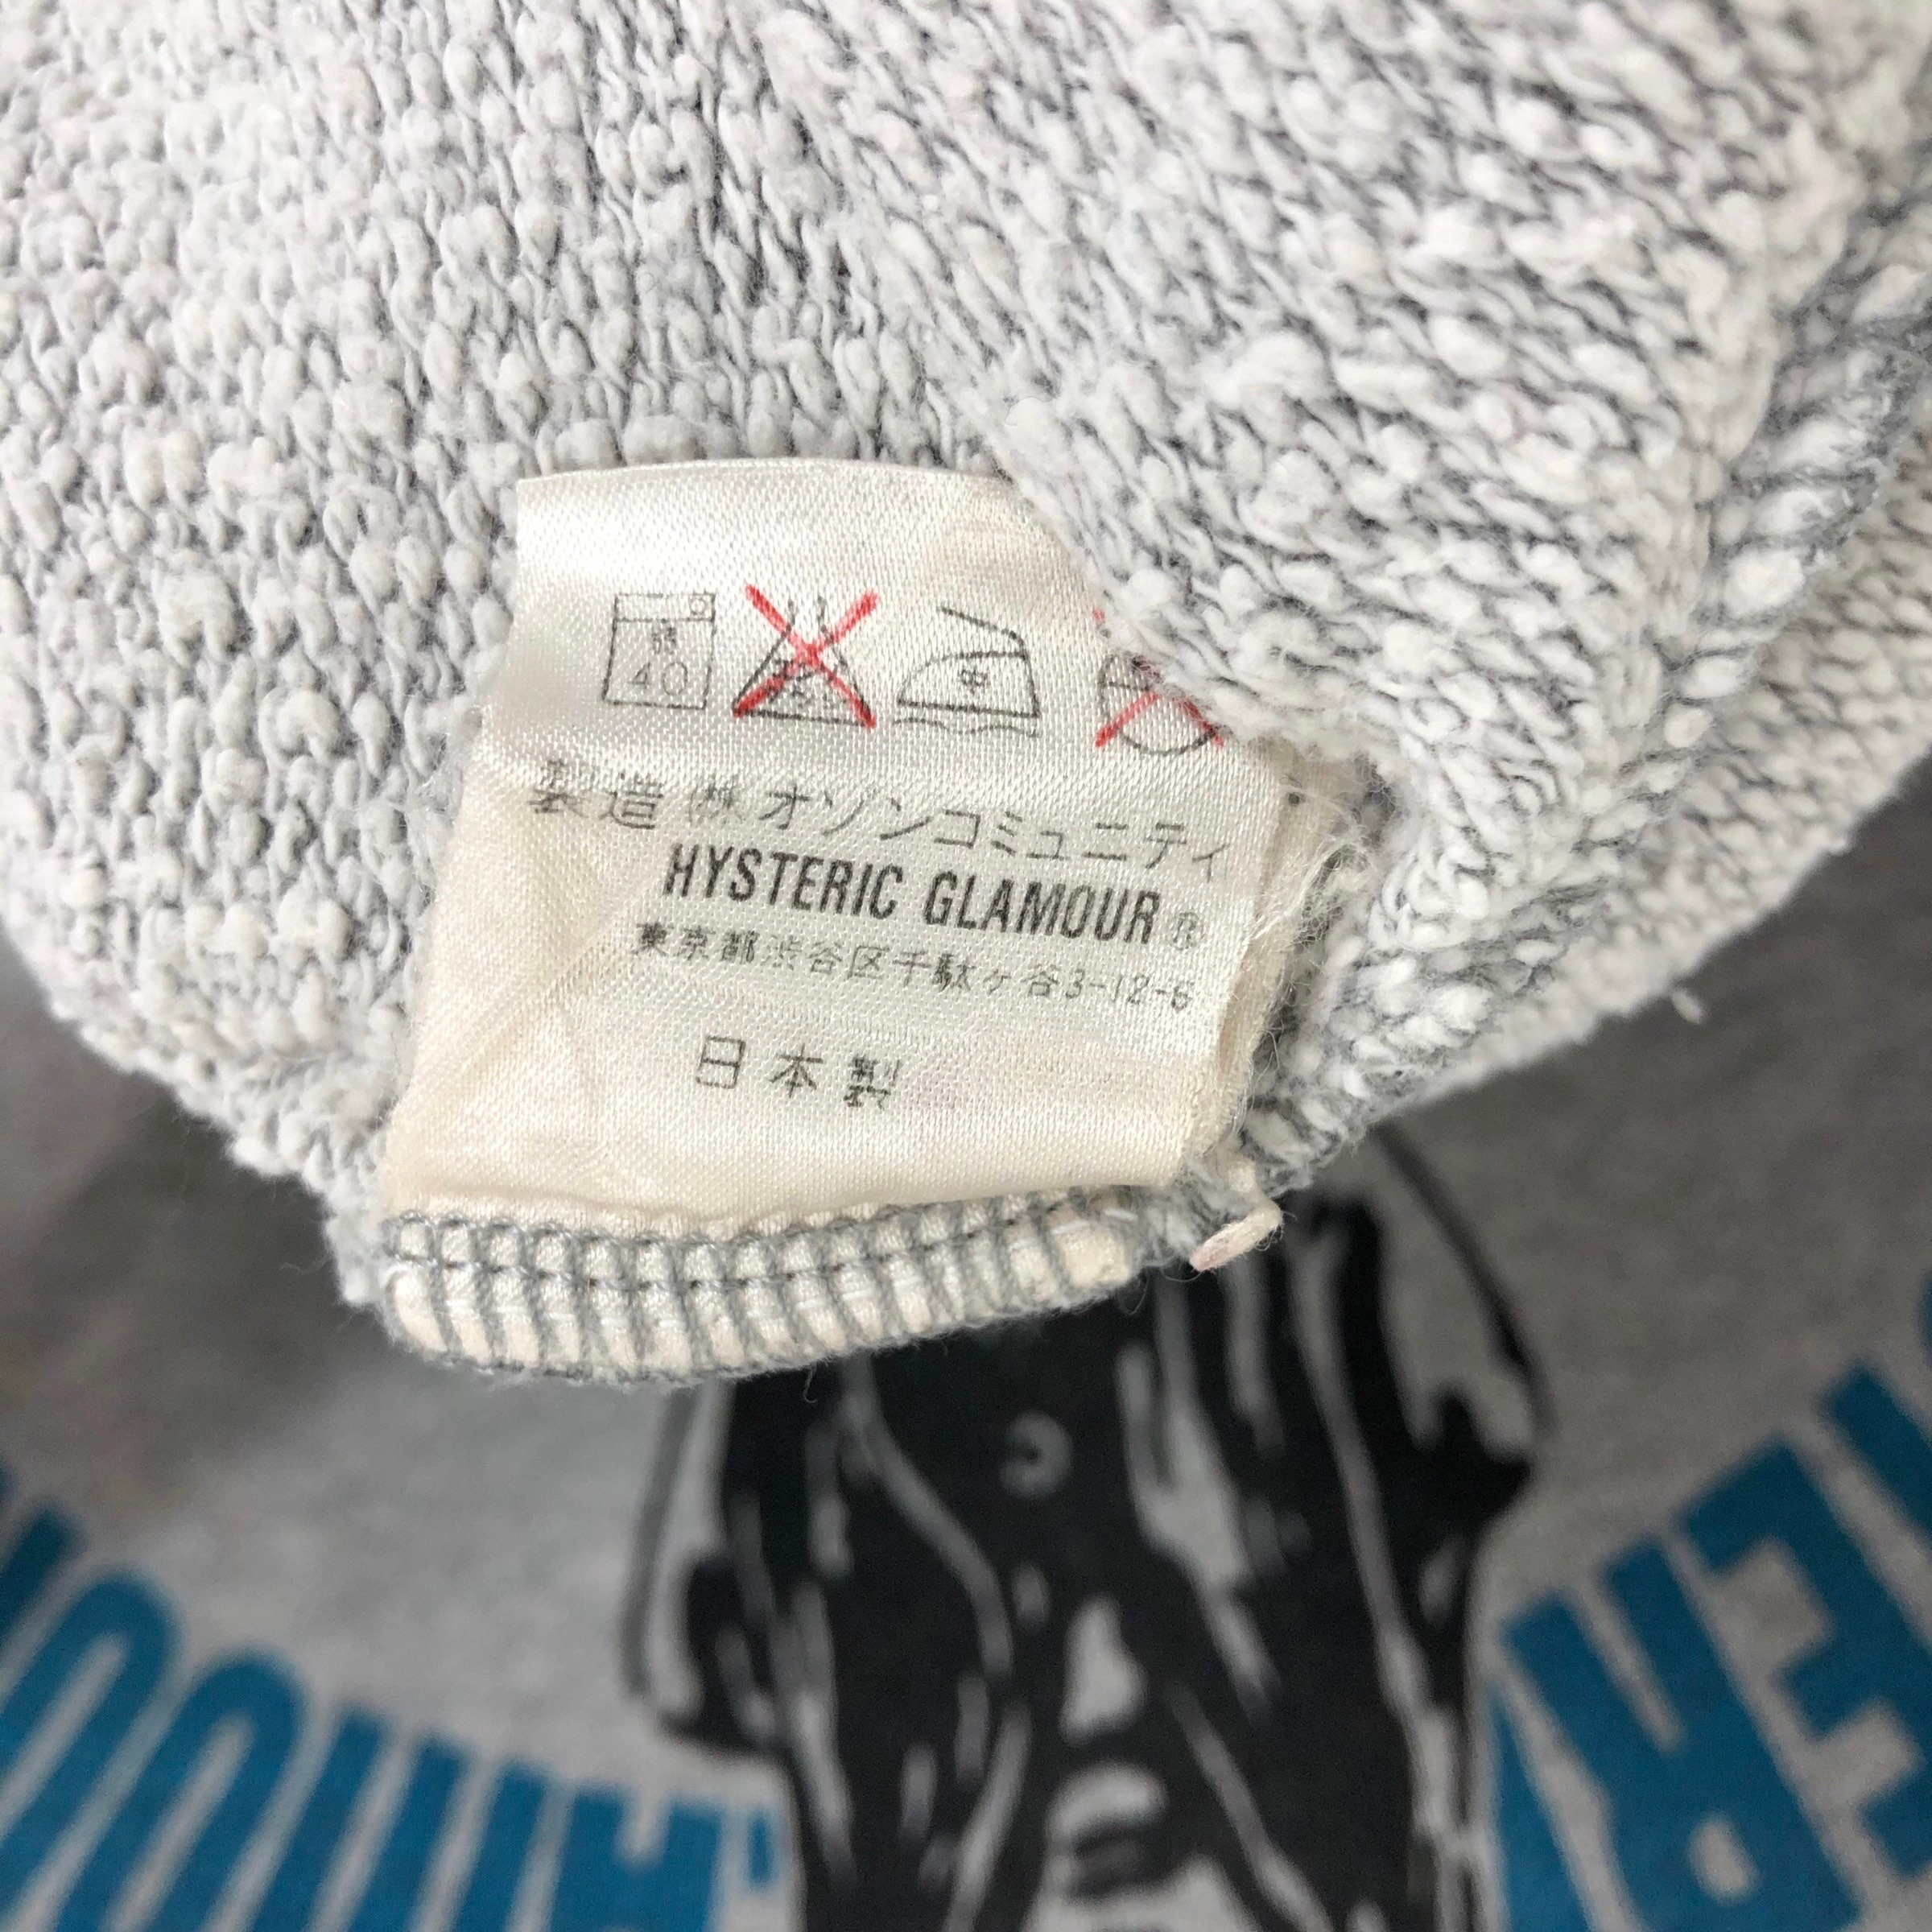 40
中
製造 (株)オゾンコミュニティ
HYSTERIC GLAMOUR ®
東京都渋谷区千駄ヶ谷3-12-6
日本製